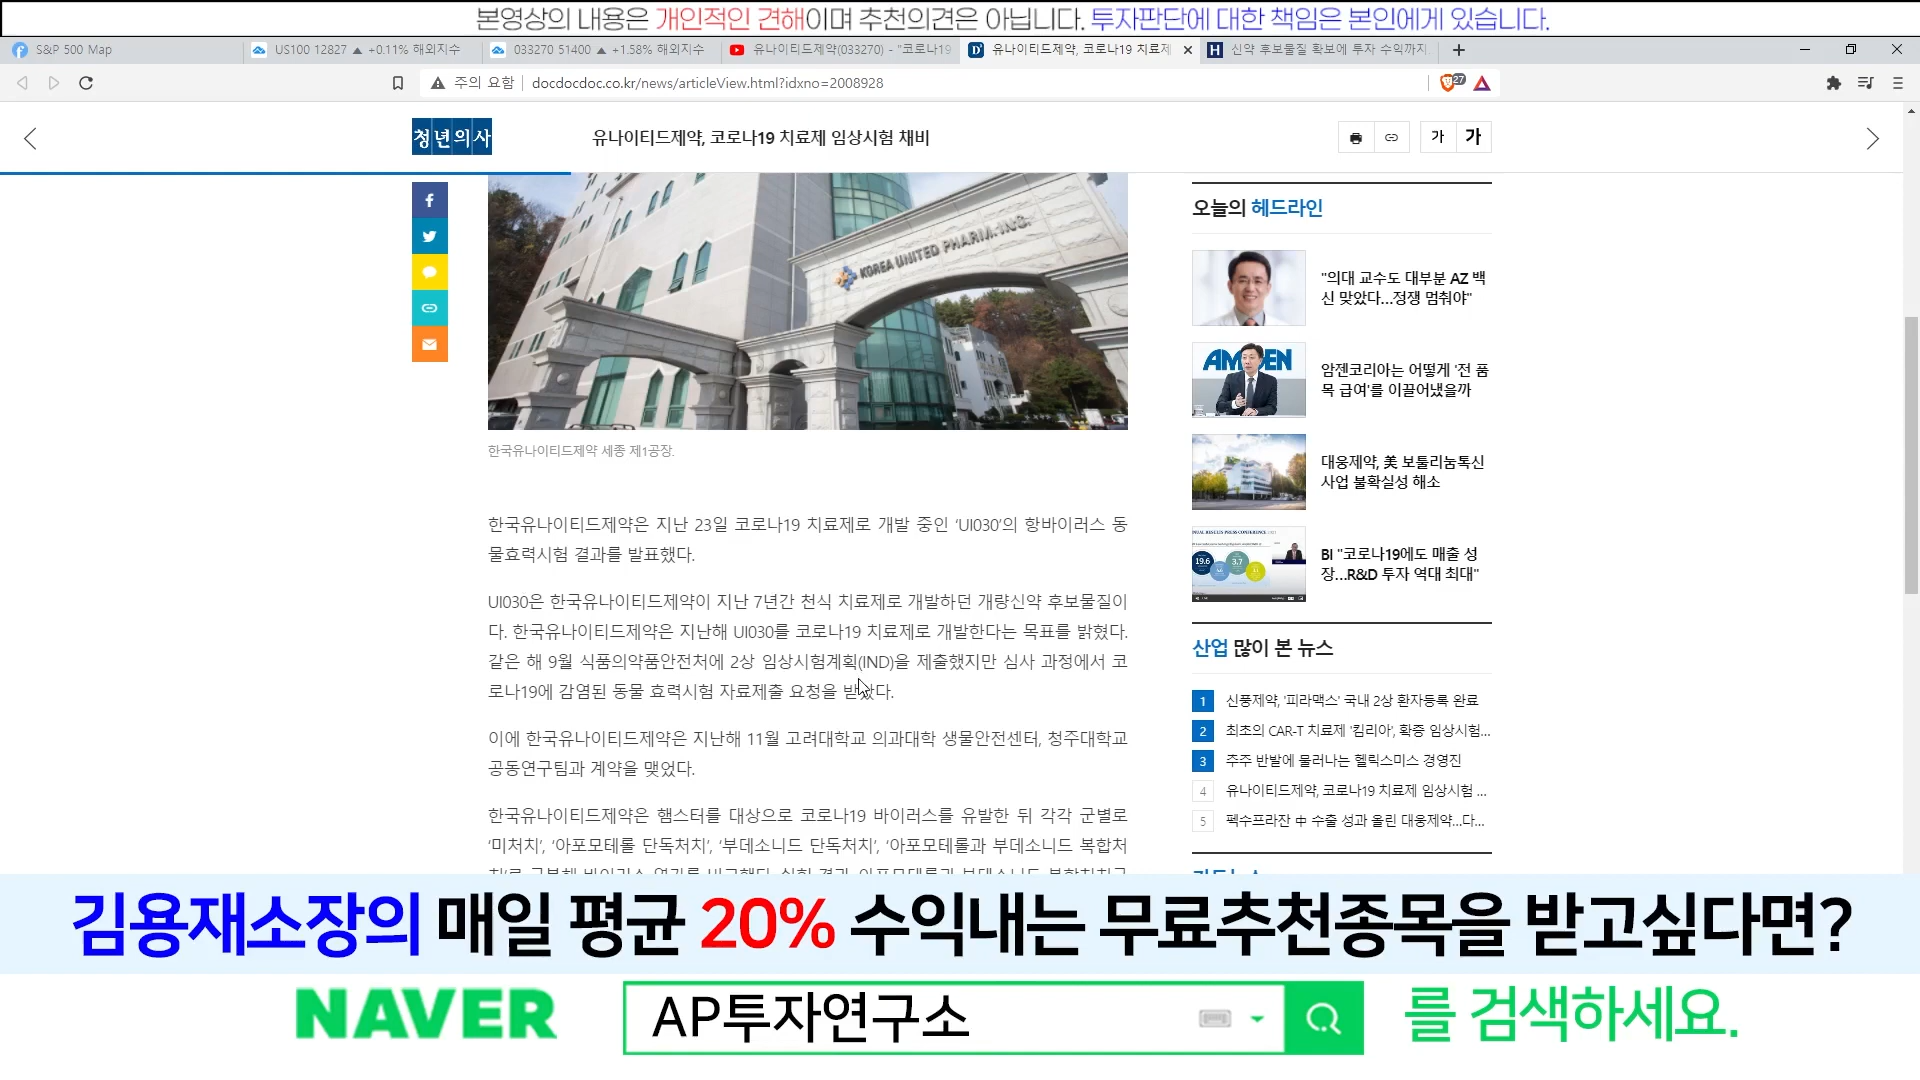 본영상의 내용은 개인적인 견해이며 추천의견은 아닙니다. 투자판단에 대한 책임은 본인에게 있습니다.
S&P 500 Map
US100 12827 ▲ +0.11% 해외지수
033270 51400 ▲ +1.58% 해외지수
유나이티드제약(033270) - "코로나19
유나이티드제약, 코로나19 치료제
신약 후보물질 확보에 투자 수익까지
주의 요함
docdocdoc.co.kr/news/articleView.html?idxno=2008928
27
청년의사
유나이티드제약, 코로나19 치료제 임상시험 채비
가 가
KOREA UNITED PHARM. INC.
한국유나이티드제약 세종 제1공장.
한국유나이티드제약은 지난 23일 코로나19 치료제로 개발 중인 ‘UI030’의 항바이러스 동
물효력시험 결과를 발표했다.
UI030은 한국유나이티드제약이 지난 7년간 천식 치료제로 개발하던 개량신약 후보물질이
다. 한국유나이티드제약은 지난해 UI030를 코로나19 치료제로 개발한다는 목표를 밝혔다.
같은 해 9월 식품의약품안전처에 2상 임상시험계획(IND)을 제출했지만 심사 과정에서 코
로나19에 감염된 동물 효력시험 자료제출 요청을 받았다.
이에 한국유나이티드제약은 지난해 11월 고려대학교 의과대학 생물안전센터, 청주대학교
공동연구팀과 계약을 맺었다.
한국유나이티드제약은 햄스터를 대상으로 코로나19 바이러스를 유발한 뒤 각각 군별로
‘미처치’, ‘아포모테롤 단독처치’, ‘부데소니드 단독처치’, ‘아포모테롤과 부데소니드 복합처
오늘의 헤드라인
"의대 교수도 대부분 AZ 백
신 맞았다…정쟁 멈춰야"
AMGEN
암젠코리아는 어떻게 '전 품
목 급여'를 이끌어냈을까
대웅제약, 美 보툴리눔톡신
사업 불확실성 해소
19.6
3.7
BI "코로나19에도 매출 성
장…R&D 투자 역대 최대"
산업 많이 본 뉴스
1 신풍제약, '피라맥스' 국내 2상 환자등록 완료
2 최초의 CAR-T 치료제 '킴리아', 확증 임상시험...
3 주주 반발에 물러나는 헬릭스미스 경영진
4 유나이티드제약, 코로나19 치료제 임상시험 ...
5 펙수프라잔 中 수출 성과 올린 대웅제약…다...
김용재소장의 매일 평균 20% 수익내는 무료추천종목을 받고싶다면?
NAVER
AP투자연구소
를 검색하세요.